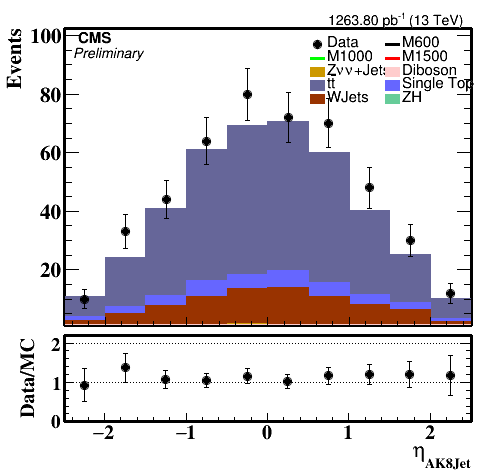 1263.80 pb⁻¹ (13 TeV)
CMS
Preliminary
Data
M600
M1000
M1500
Zνν+Jets
Diboson
tt
Single Top
WJets
ZH
Events
100
80
60
40
20
Data/MC
2
1
0
−2 −1 0 1 2
η_AK8Jet